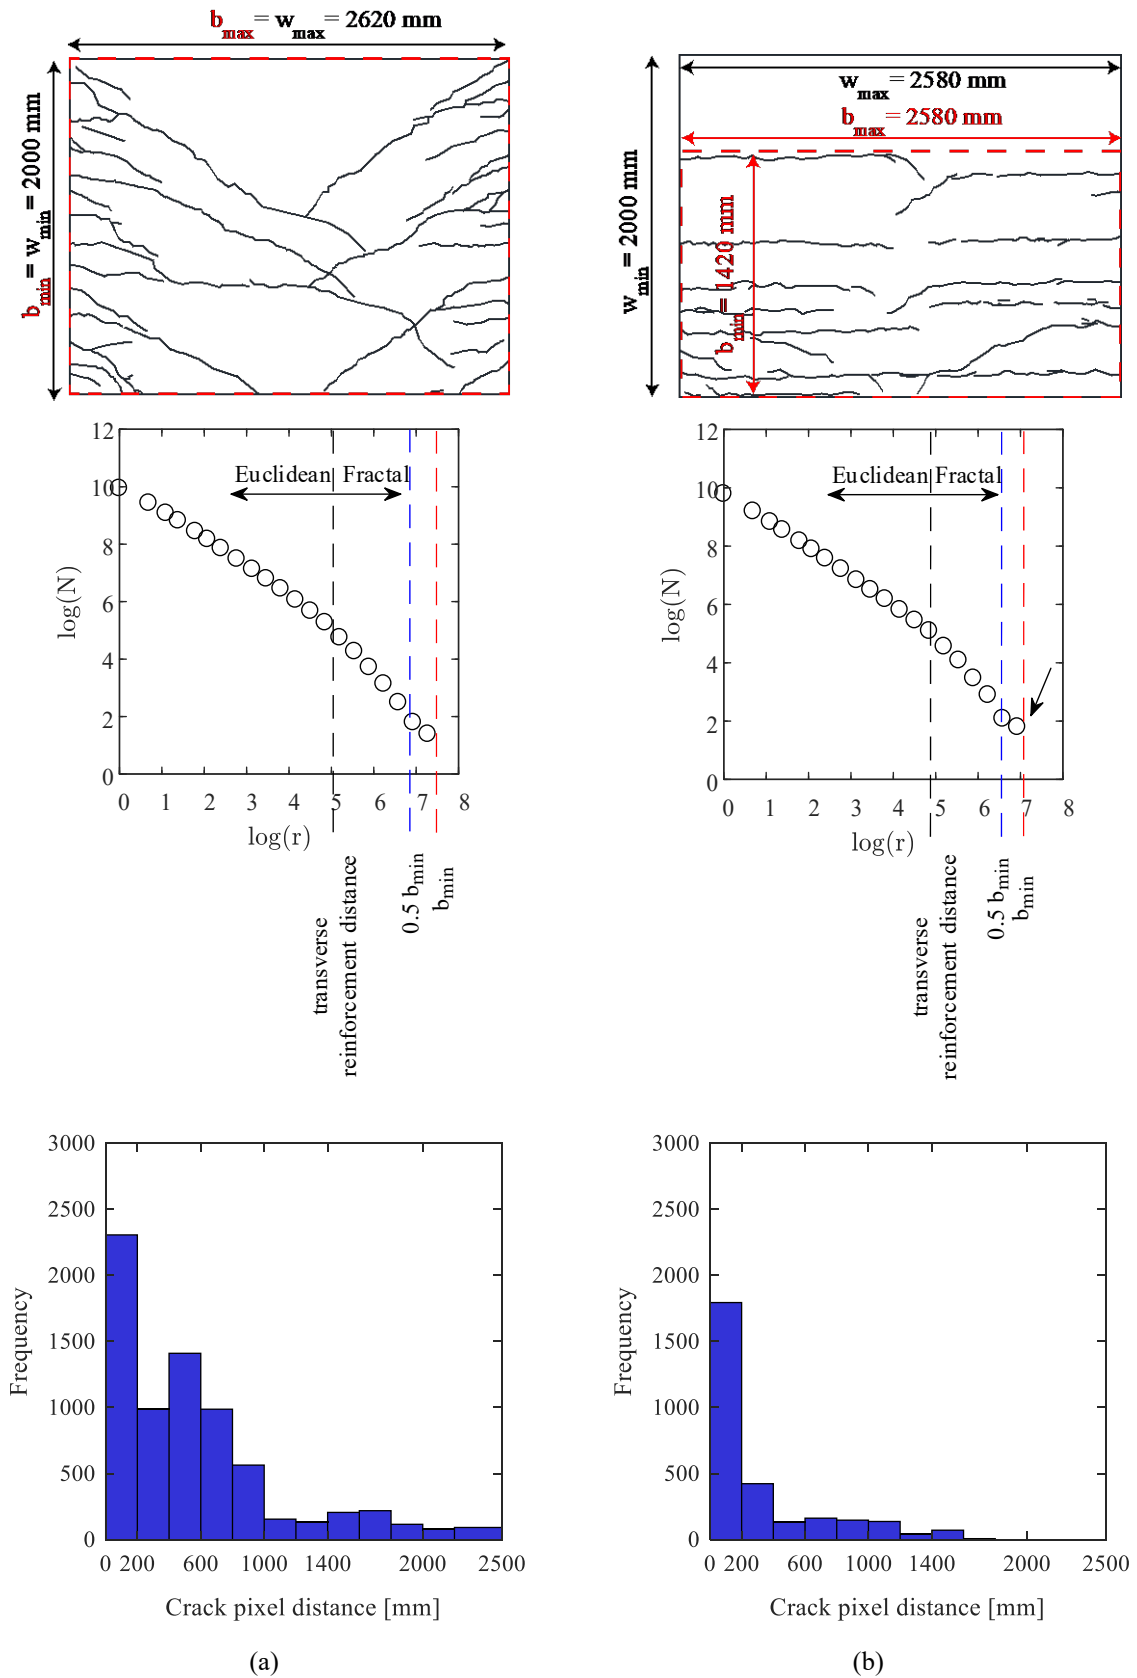 b_max = w_max = 2620 mm
b_min = w_min = 2000 mm
w_max = 2580 mm
b_max = 2580 mm
w_min = 2000 mm
b_min = 1420 mm
12
10
8
6
4
2
0
log(N)
Euclidean
Fractal
0 1 2 3 4 5 6 7 8
log(r)
transverse
reinforcement distance
0.5 b_min
b_min
12
10
8
6
4
2
0
log(N)
Euclidean
Fractal
0 1 2 3 4 5 6 7 8
log(r)
transverse
reinforcement distance
0.5 b_min
b_min
3000
2500
2000
1500
1000
500
0
Frequency
0 200 600 1000 1400 2000 2500
Crack pixel distance [mm]
(a)
3000
2500
2000
1500
1000
500
0
Frequency
0 200 600 1000 1400 2000 2500
Crack pixel distance [mm]
(b)